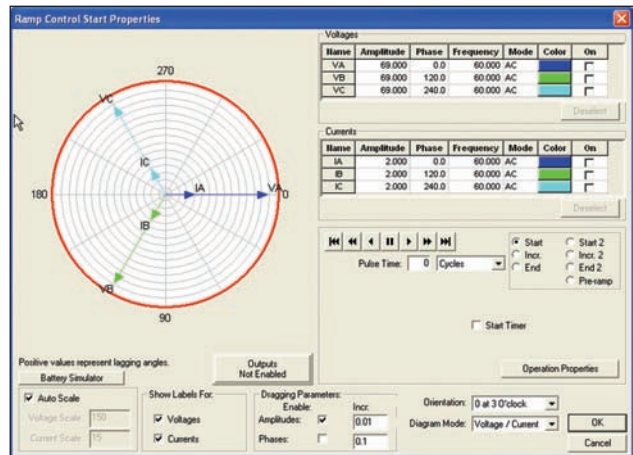 Ramp Control Start Properties
270
VC
IC
180
IA
VA
0
IB
VB
90
Positive values represent lagging angles.
Battery Simulator
Outputs
Not Enabled
Voltages
Name Amplitude Phase Frequency Mode Color On
VA 69.000 0.0 60.000 AC
VB 69.000 120.0 60.000 AC
VC 69.000 240.0 60.000 AC
Deselect
Currents
Name Amplitude Phase Frequency Mode Color On
IA 2.000 0.0 60.000 AC
IB 2.000 120.0 60.000 AC
IC 2.000 240.0 60.000 AC
Deselect
Pulse Time: 0 Cycles
Start Start 2
Incr. Incr. 2
End End 2
Pre-ramp
Start Timer
Operation Properties
Auto Scale
Voltage Scale: 150
Current Scale: 15
Show Labels For:
Voltages
Currents
Dragging Parameters:
Enable: Incr.
Amplitudes: 0.01
Phases: 0.1
Orientation: 0 at 3 O'clock
Diagram Mode: Voltage / Current
OK
Cancel